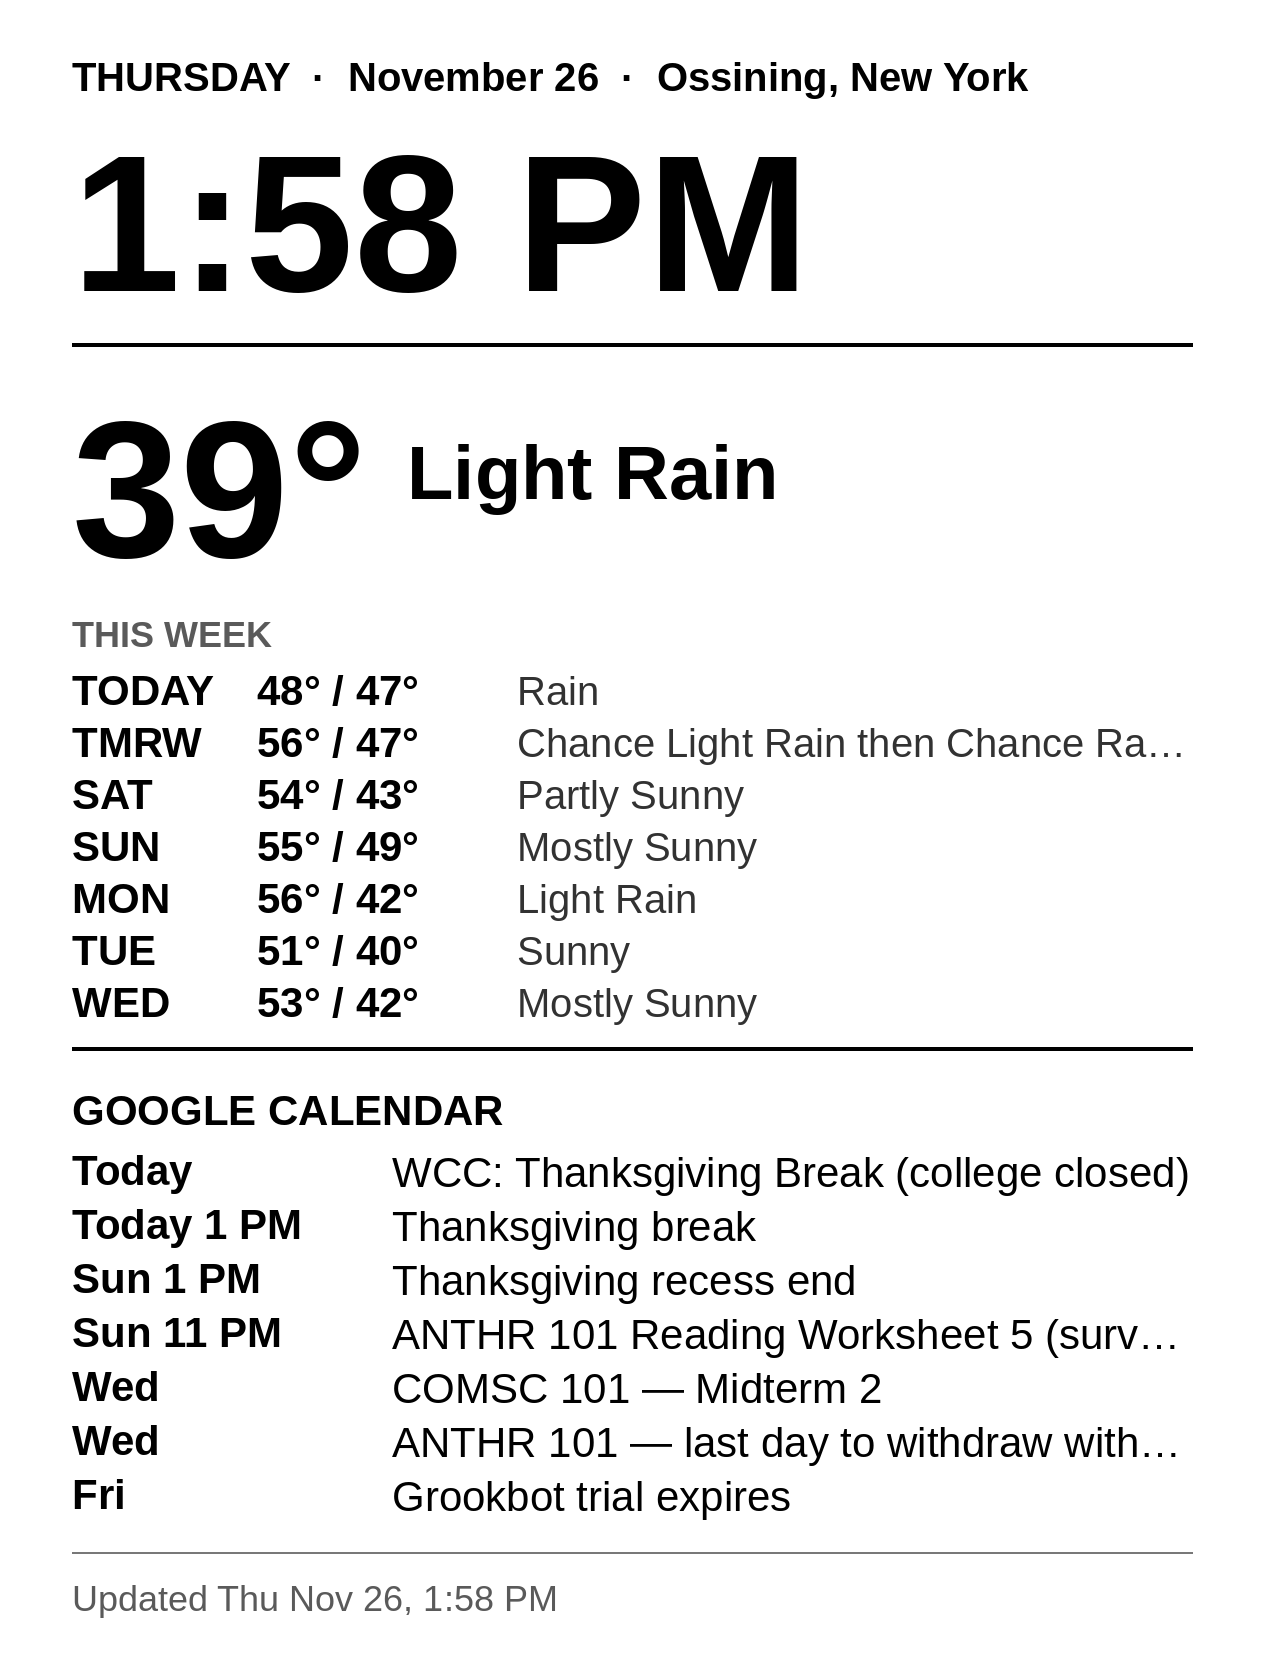 THURSDAY · November 26 · Ossining, New York
1:58 PM
39° Light Rain
THIS WEEK
TODAY 48° / 47° Rain
TMRW 56° / 47° Chance Light Rain then Chance Ra…
SAT 54° / 43° Partly Sunny
SUN 55° / 49° Mostly Sunny
MON 56° / 42° Light Rain
TUE 51° / 40° Sunny
WED 53° / 42° Mostly Sunny
GOOGLE CALENDAR
Today WCC: Thanksgiving Break (college closed)
Today 1 PM Thanksgiving break
Sun 1 PM Thanksgiving recess end
Sun 11 PM ANTHR 101 Reading Worksheet 5 (surv…
Wed COMSC 101 — Midterm 2
Wed ANTHR 101 — last day to withdraw with…
Fri Grookbot trial expires
Updated Thu Nov 26, 1:58 PM